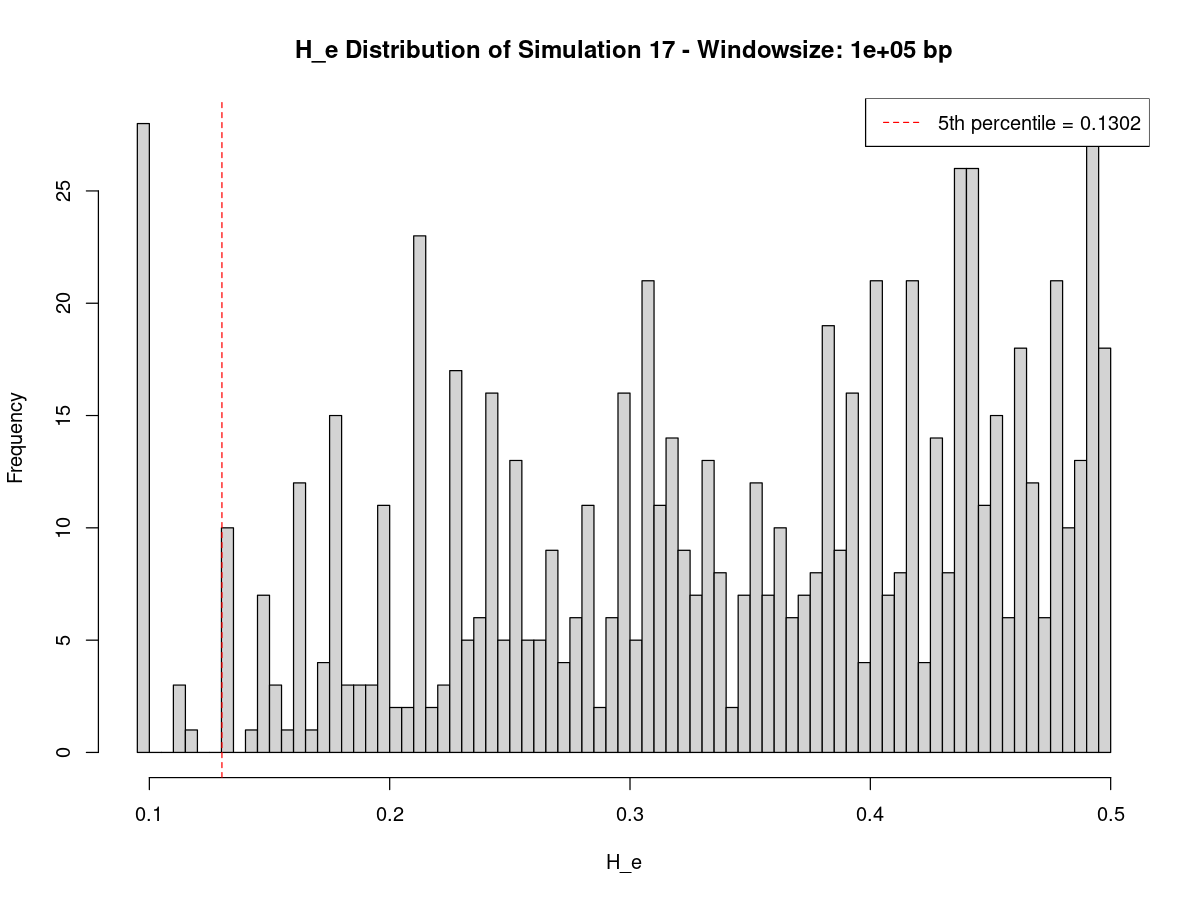 H_e Distribution of Simulation 17 - Windowsize: 1e+05 bp
5th percentile = 0.1302
Frequency
25
20
15
10
5
0
0.1 0.2 0.3 0.4 0.5
H_e